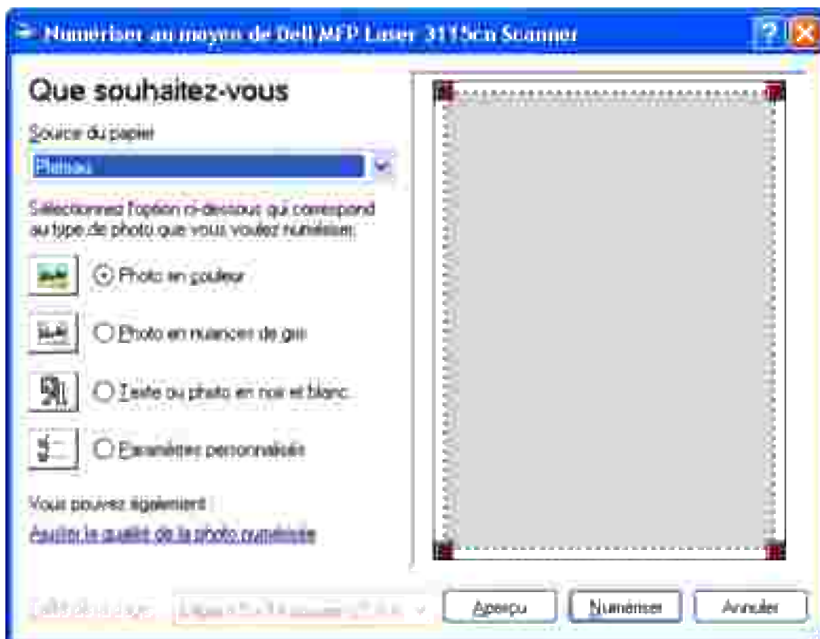 Numériser au moyen de Dell MFP Laser 3115cn Scanner
Que souhaitez-vous
Source du papier
Plateau
Sélectionnez l'option ci-dessous qui correspond
au type de photo que vous voulez numériser.
Photo en couleur
Photo en nuances de gris
Texte ou photo en noir et blanc
Paramètres personnalisés
Vous pouvez également :
Ajuster la qualité de la photo numérisée
Aperçu
Numériser
Annuler